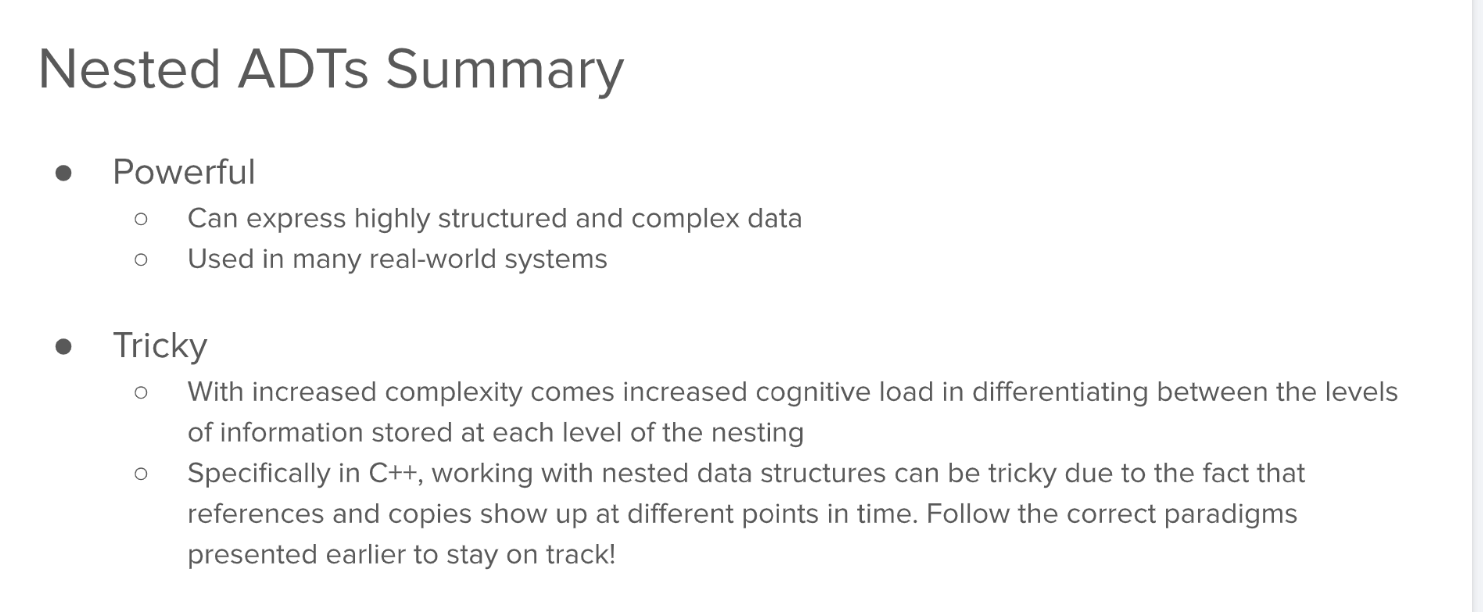 Nested ADTs Summary
● Powerful
○ Can express highly structured and complex data
○ Used in many real-world systems
● Tricky
○ With increased complexity comes increased cognitive load in differentiating between the levels
of information stored at each level of the nesting
○ Specifically in C++, working with nested data structures can be tricky due to the fact that
references and copies show up at different points in time. Follow the correct paradigms
presented earlier to stay on track!